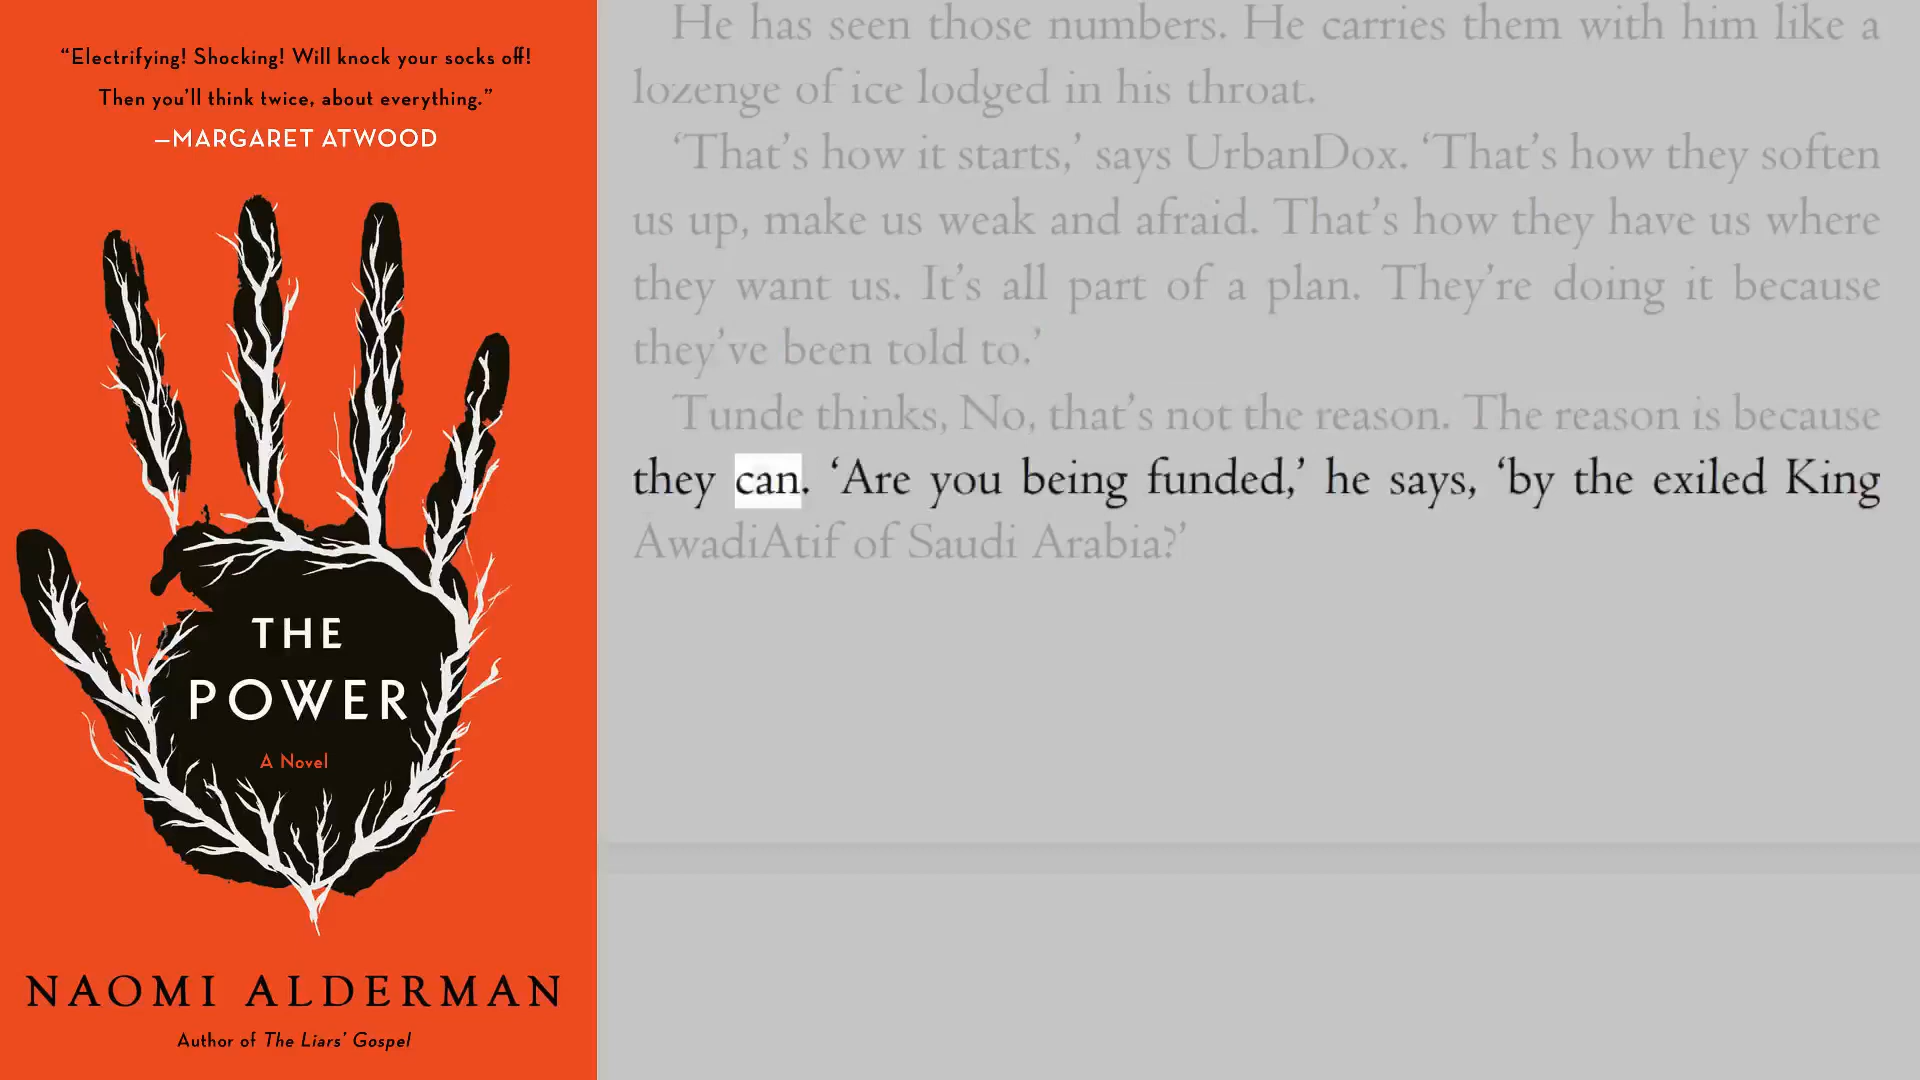 “Electrifying! Shocking! Will knock your socks off!
Then you’ll think twice, about everything.”
—MARGARET ATWOOD
THE
POWER
A Novel
NAOMI ALDERMAN
Author of The Liars’ Gospel
He has seen those numbers. He carries them with him like a
lozenge of ice lodged in his throat.
‘That’s how it starts,’ says UrbanDox. ‘That’s how they soften
us up, make us weak and afraid. That’s how they have us where
they want us. It’s all part of a plan. They’re doing it because
they’ve been told to.’
Tunde thinks, No, that’s not the reason. The reason is because
they can. ‘Are you being funded,’ he says, ‘by the exiled King
AwadiAtif of Saudi Arabia?’